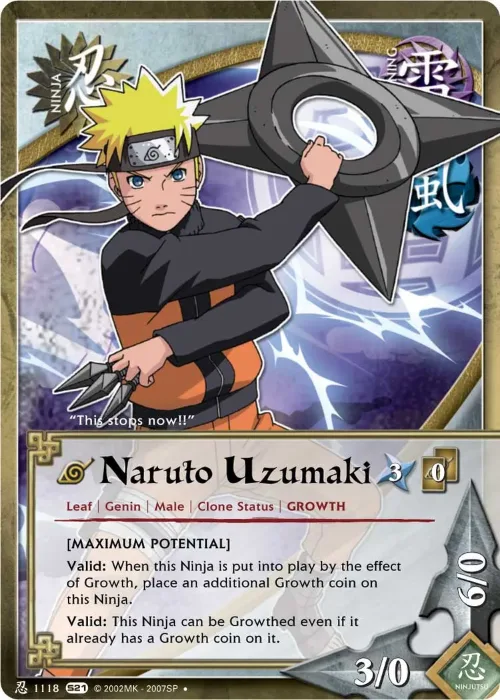 忍
NINJA
雷
NING
風
"This stops now!!"
Naruto Uzumaki 3 0
Leaf | Genin | Male | Clone Status | GROWTH
[MAXIMUM POTENTIAL]
Valid: When this Ninja is put into play by the effect
of Growth, place an additional Growth coin on
this Ninja.
Valid: This Ninja can be Growthed even if it
already has a Growth coin on it.
6/0
3/0
忍
NINJUTSU
忍 1118 S21 © 2002MK - 2007SP